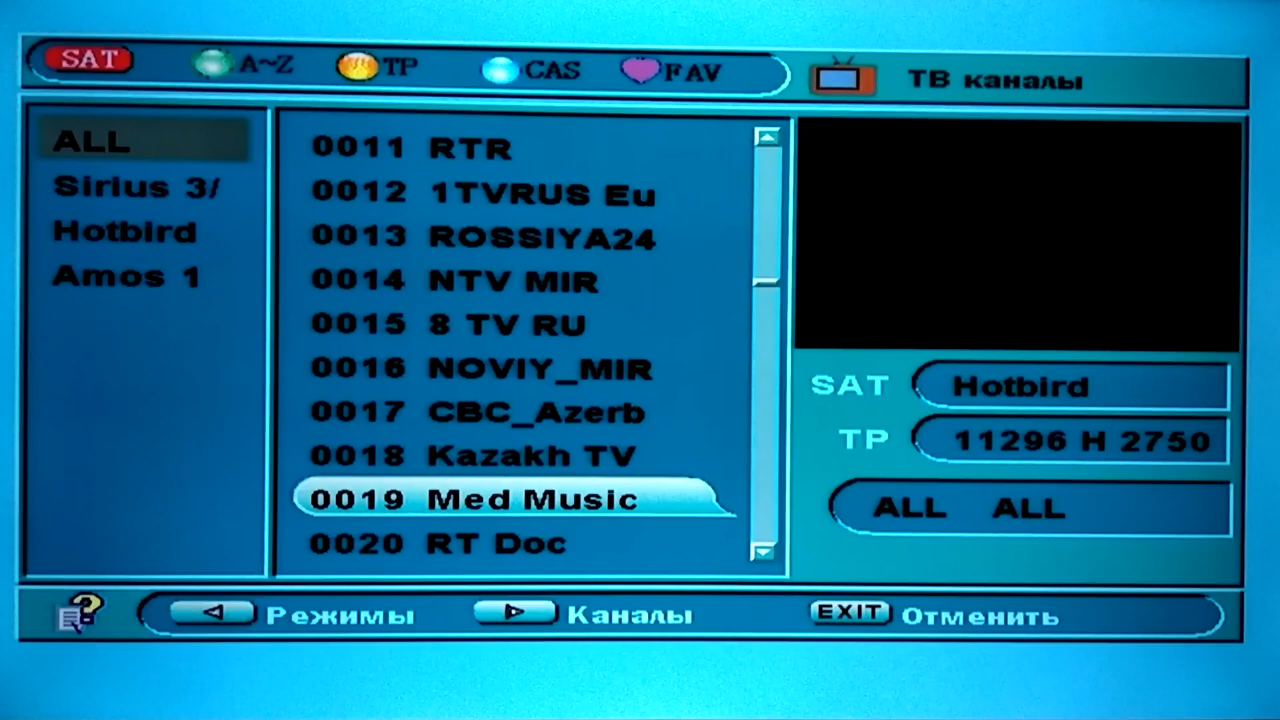 SAT A~Z TP CAS FAV ТВ каналы
ALL
Sirius 3/
Hotbird
Amos 1
0011 RTR
0012 1TVRUS Eu
0013 ROSSIYA24
0014 NTV MIR
0015 8 TV RU
0016 NOVIY_MIR
0017 CBC_Azerb
0018 Kazakh TV
0019 Med Music
0020 RT Doc
SAT Hotbird
TP 11296 H 2750
ALL ALL
Режимы Каналы EXIT Отменить